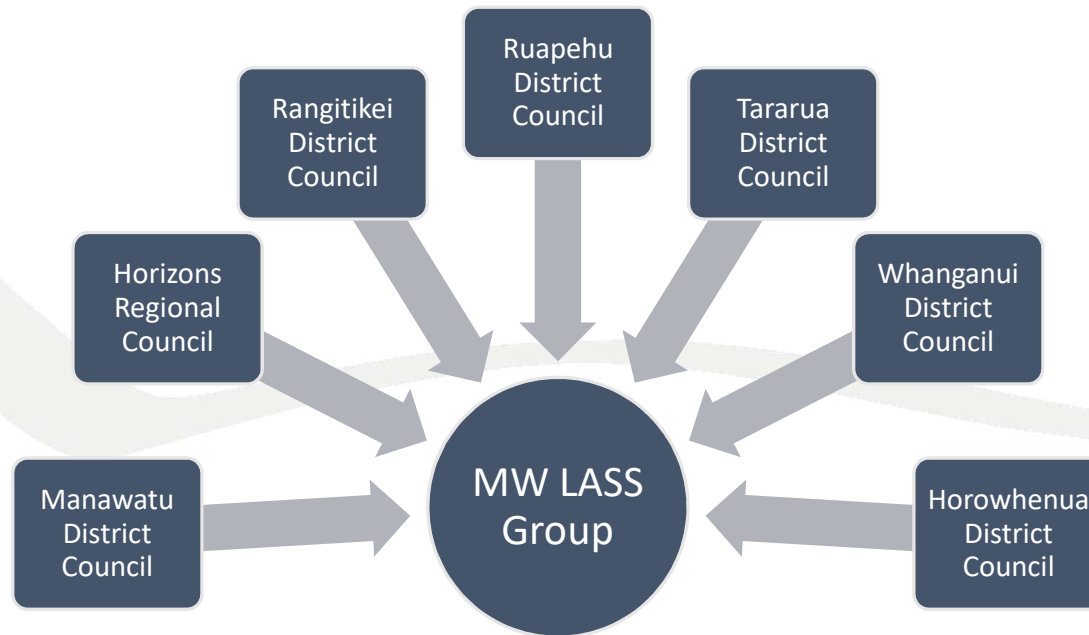 Ruapehu
District
Council
Rangitikei
District
Council
Tararua
District
Council
Horizons
Regional
Council
Whanganui
District
Council
Manawatu
District
Council
MW LASS
Group
Horowhenua
District
Council